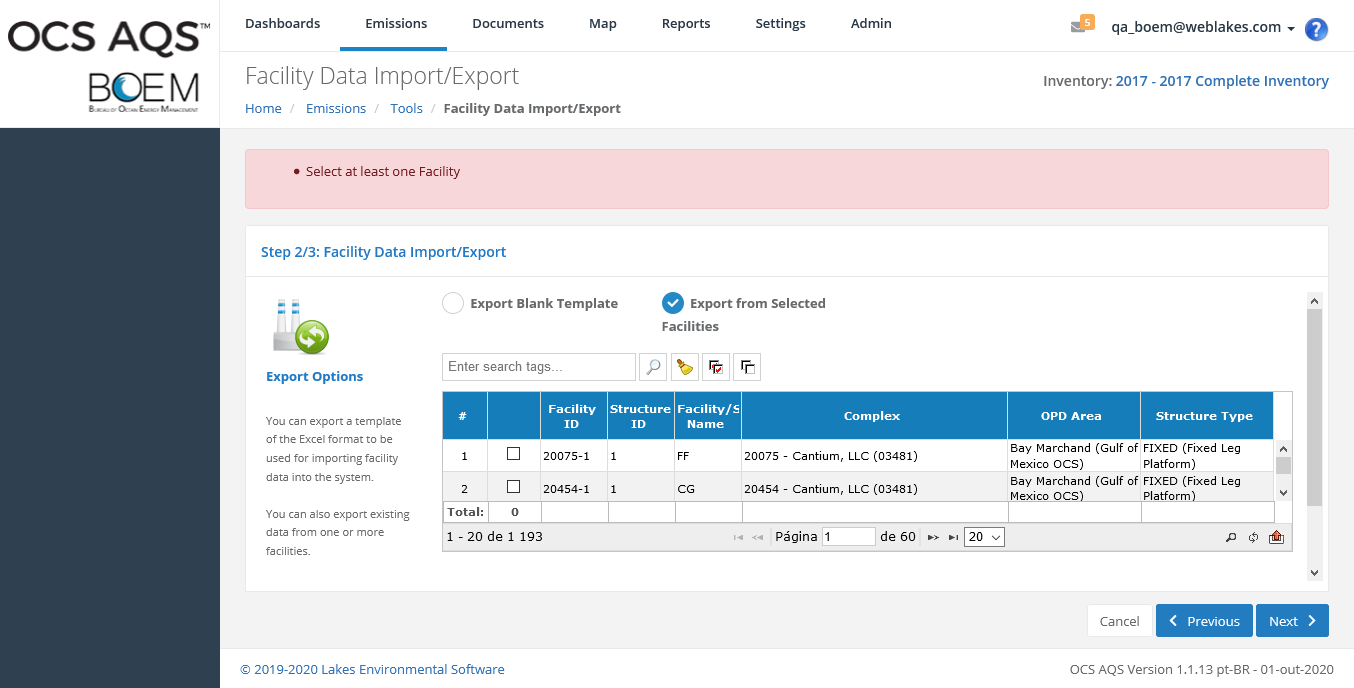 OCS AQS™
BOEM
BUREAU OF OCEAN ENERGY MANAGEMENT
Dashboards Emissions Documents Map Reports Settings Admin
5 qa_boem@weblakes.com ?
Facility Data Import/Export
Inventory: 2017 - 2017 Complete Inventory
Home / Emissions / Tools / Facility Data Import/Export
• Select at least one Facility
Step 2/3: Facility Data Import/Export
Export Options
You can export a template
of the Excel format to be
used for importing facility
data into the system.
You can also export existing
data from one or more
facilities.
Export Blank Template
Export from Selected
Facilities
Enter search tags...
# Facility ID Structure ID Facility/S Name Complex OPD Area Structure Type
1 20075-1 1 FF 20075 - Cantium, LLC (03481) Bay Marchand (Gulf of Mexico OCS) FIXED (Fixed Leg Platform)
2 20454-1 1 CG 20454 - Cantium, LLC (03481) Bay Marchand (Gulf of Mexico OCS) FIXED (Fixed Leg Platform)
Total: 0
1 - 20 de 1 193 Página 1 de 60 20
Cancel Previous Next
© 2019-2020 Lakes Environmental Software
OCS AQS Version 1.1.13 pt-BR - 01-out-2020